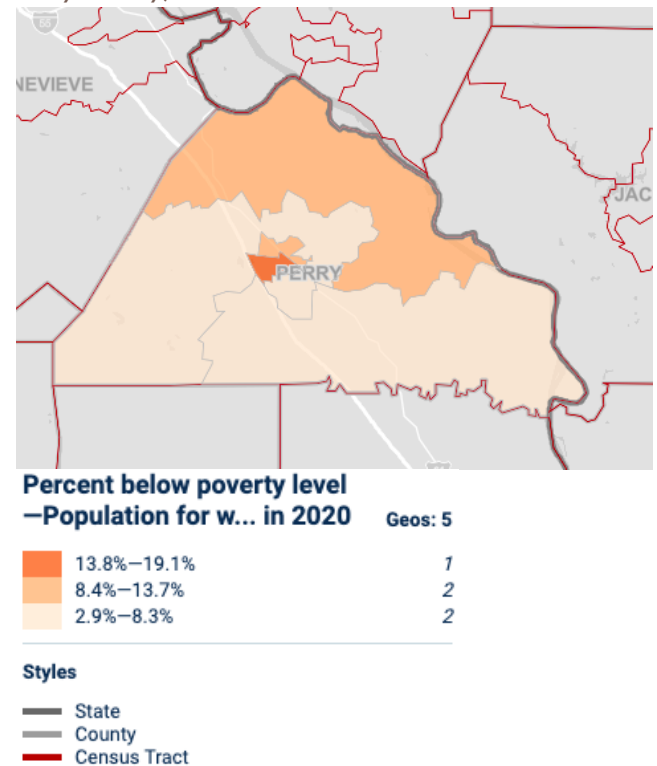 55
NEVIEVE
JAC
PERRY
Percent below poverty level
—Population for w... in 2020 Geos: 5
13.8%—19.1% 1
8.4%—13.7% 2
2.9%—8.3% 2
Styles
State
County
Census Tract